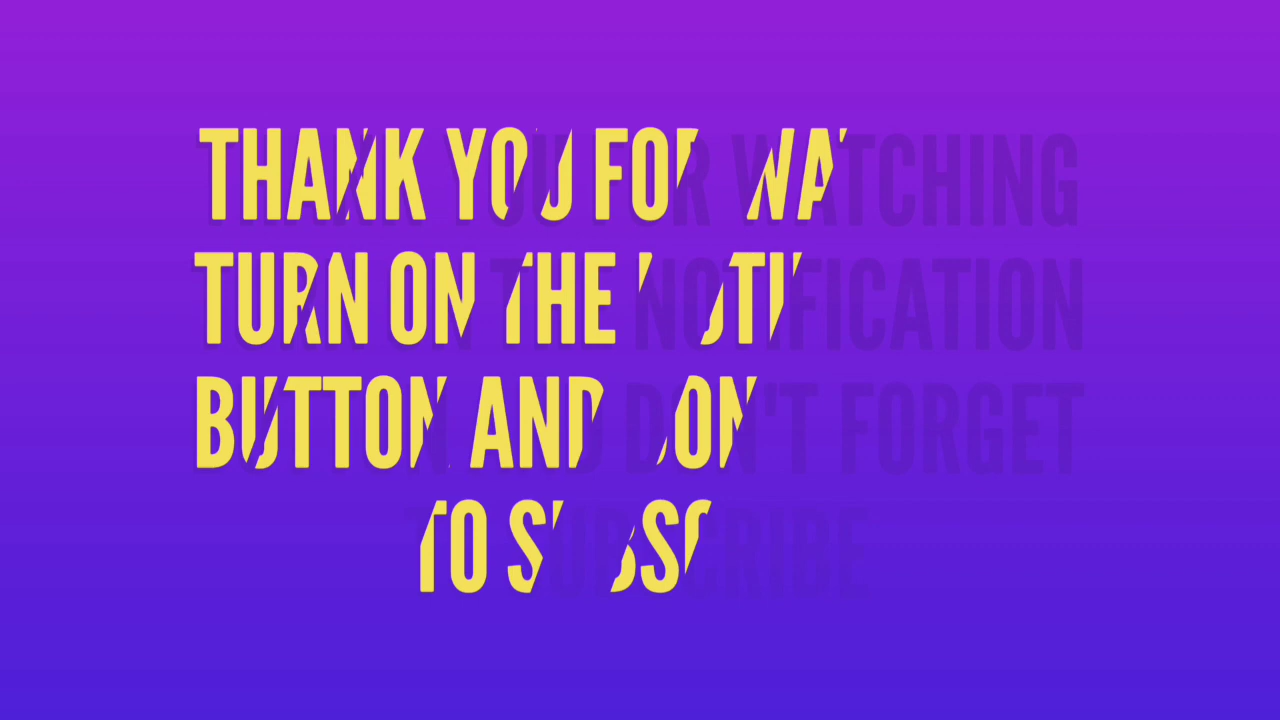 THANK YOU FOR WATCHING
TURN ON THE NOTIFICATION
BUTTON AND DON'T FORGET
TO SUBSCRIBE